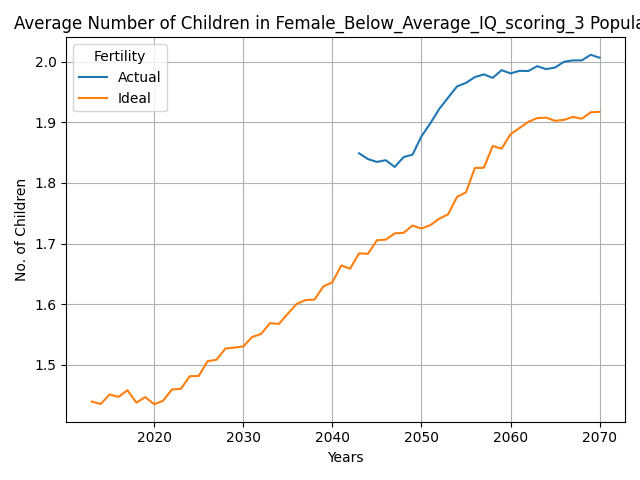 Average Number of Children in Female_Below_Average_IQ_scoring_3 Popula
Fertility
Actual
Ideal
2.0
1.9
1.8
1.7
1.6
1.5
No. of Children
2020 2030 2040 2050 2060 2070
Years